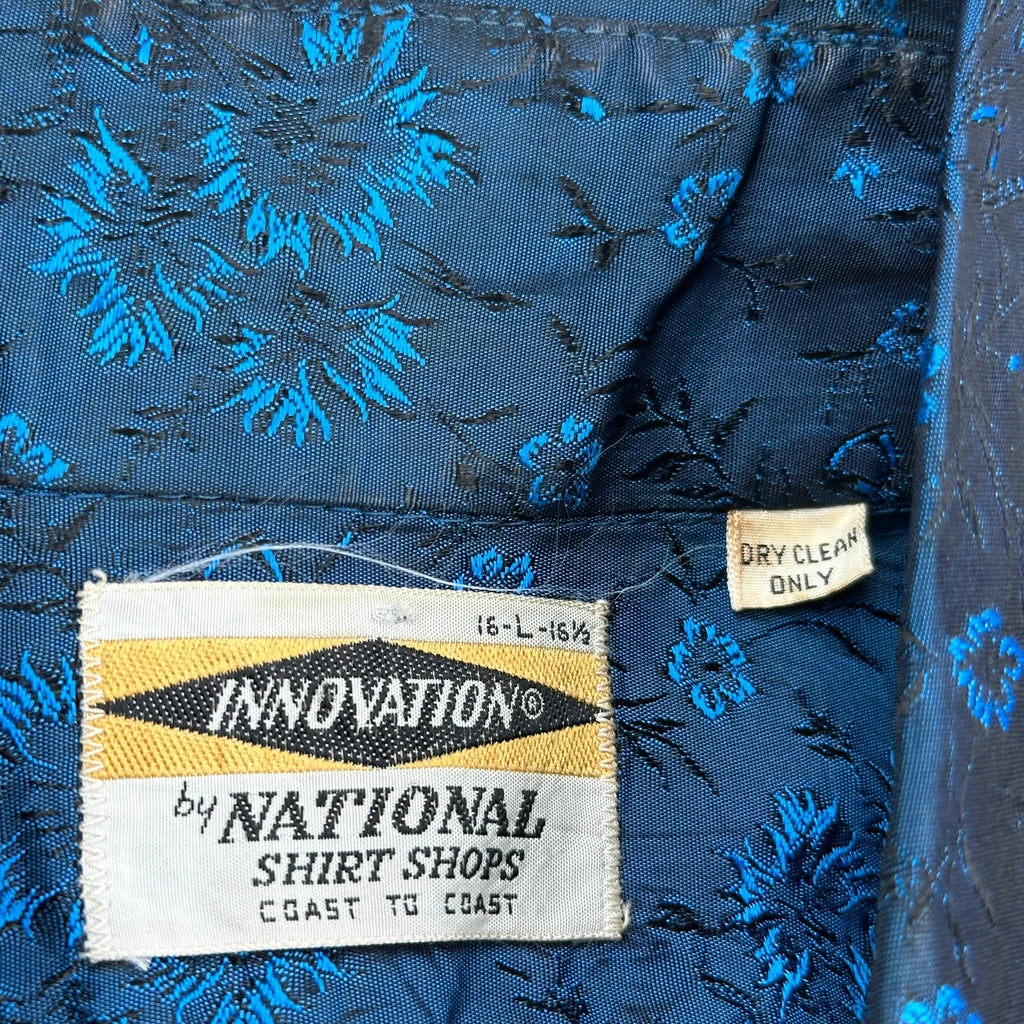 DRY CLEAN
ONLY
16-L-16½
INNOVATION®
by NATIONAL
SHIRT SHOPS
COAST TO COAST